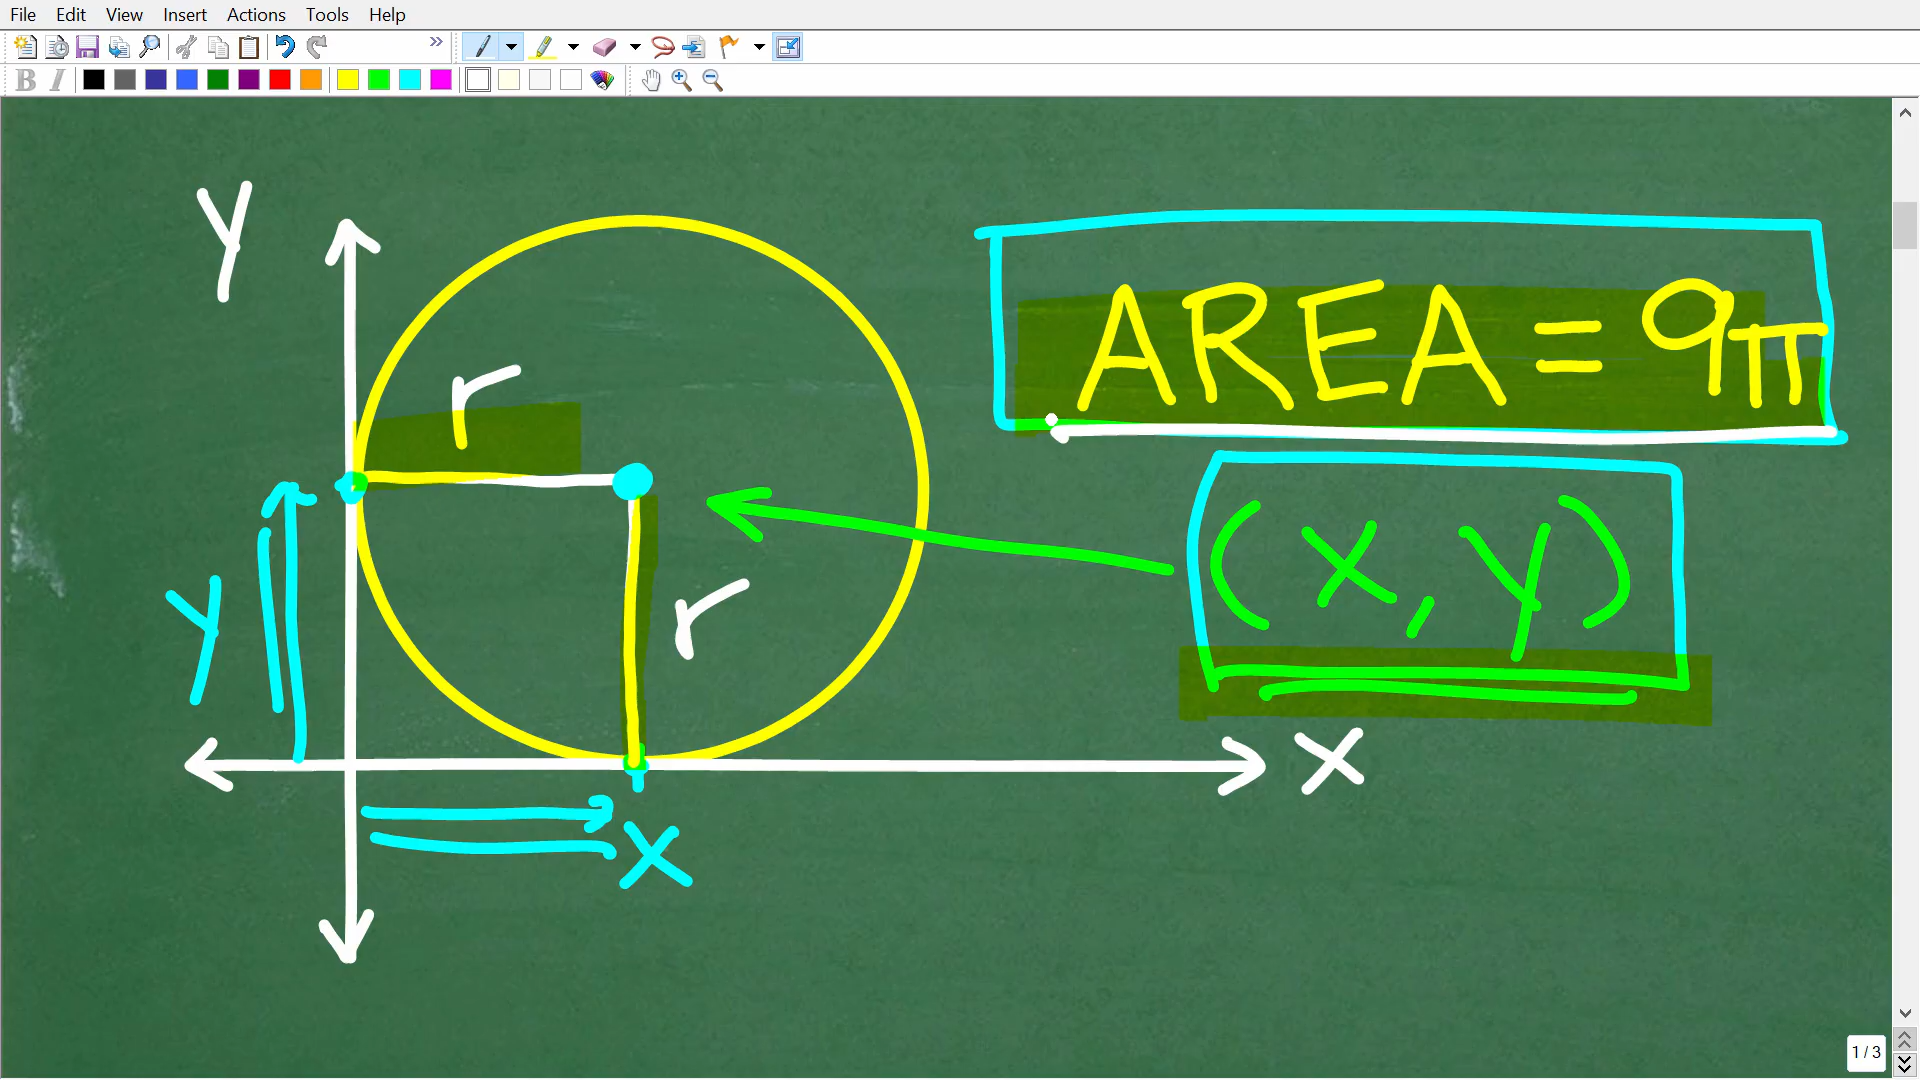 File Edit View Insert Actions Tools Help
B I
Y
AREA = 9π
r
(x, y)
r
y
X
x
1 / 3